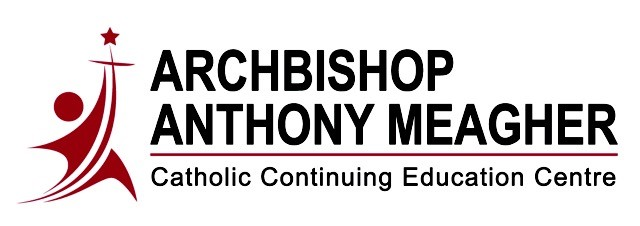 ARCHBISHOP
ANTHONY MEAGHER
Catholic Continuing Education Centre